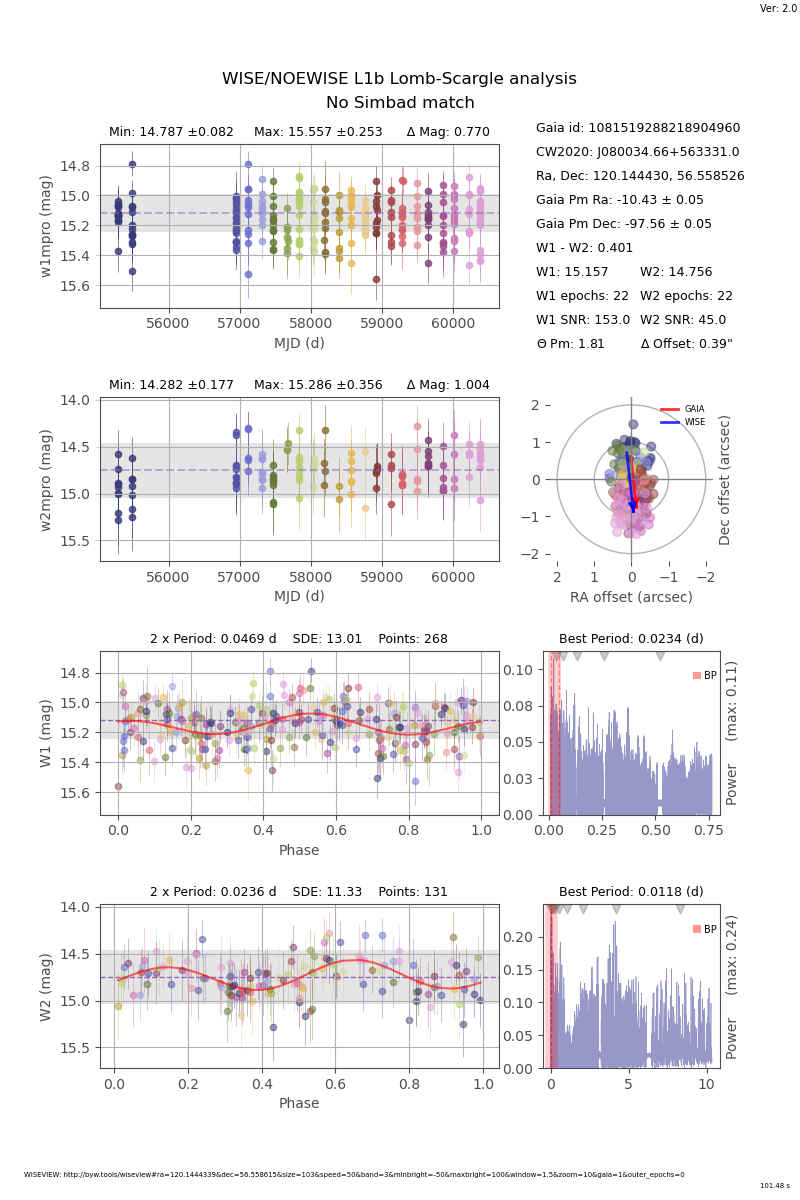 Ver: 2.0
WISE/NOEWISE L1b Lomb-Scargle analysis
No Simbad match
Min: 14.787 ±0.082 Max: 15.557 ±0.253 Δ Mag: 0.770
14.8
15.0
15.2
15.4
15.6
w1mpro (mag)
56000 57000 58000 59000 60000
MJD (d)
Gaia id: 1081519288218904960
CW2020: J080034.66+563331.0
Ra, Dec: 120.144430, 56.558526
Gaia Pm Ra: -10.43 ± 0.05
Gaia Pm Dec: -97.56 ± 0.05
W1 - W2: 0.401
W1: 15.157 W2: 14.756
W1 epochs: 22 W2 epochs: 22
W1 SNR: 153.0 W2 SNR: 45.0
Θ Pm: 1.81 Δ Offset: 0.39"
Min: 14.282 ±0.177 Max: 15.286 ±0.356 Δ Mag: 1.004
14.0
14.5
15.0
15.5
w2mpro (mag)
56000 57000 58000 59000 60000
MJD (d)
GAIA
WISE
2
1
0
−1
−2
Dec offset (arcsec)
2 1 0 −1 −2
RA offset (arcsec)
2 x Period: 0.0469 d SDE: 13.01 Points: 268
14.8
15.0
15.2
15.4
15.6
W1 (mag)
0.0 0.2 0.4 0.6 0.8 1.0
Phase
Best Period: 0.0234 (d)
BP
0.10
0.08
0.05
0.03
0.00
Power (max: 0.11)
0.00 0.25 0.50 0.75
2 x Period: 0.0236 d SDE: 11.33 Points: 131
14.0
14.5
15.0
15.5
W2 (mag)
0.0 0.2 0.4 0.6 0.8 1.0
Phase
Best Period: 0.0118 (d)
BP
0.20
0.15
0.10
0.05
0.00
Power (max: 0.24)
0 5 10
WISEVIEW: http://byw.tools/wiseview#ra=120.1444339&dec=56.558615&size=103&speed=50&band=3&minbright=-50&maxbright=100&window=1.5&zoom=10&gaia=1&outer_epochs=0
101.48 s